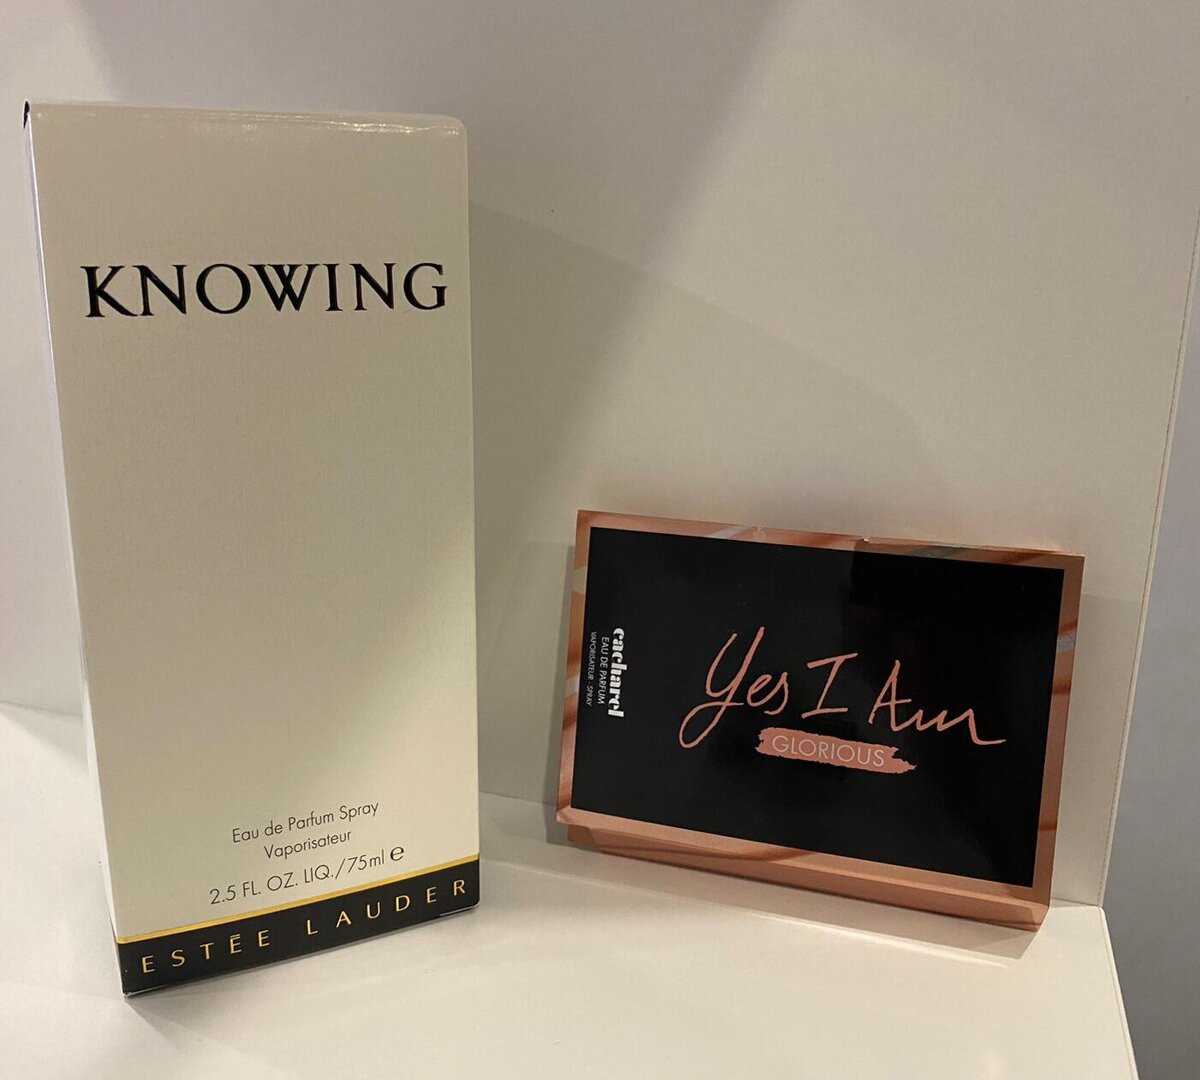 KNOWING
Eau de Parfum Spray
Vaporisateur
2.5 FL. OZ. LIQ./75ml e
ESTĒE LAUDER
cacharel
EAU DE PARFUM
VAPORISATEUR - SPRAY
Yes I Am
GLORIOUS